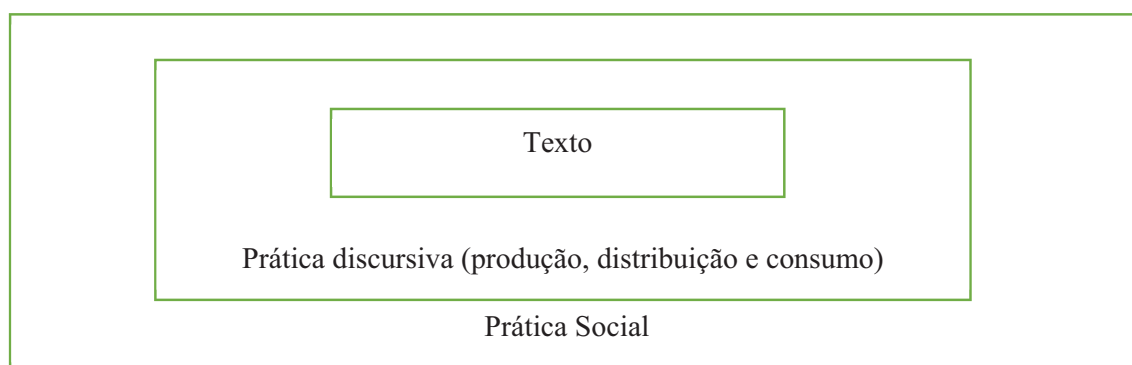 Texto
Prática discursiva (produção, distribuição e consumo)
Prática Social